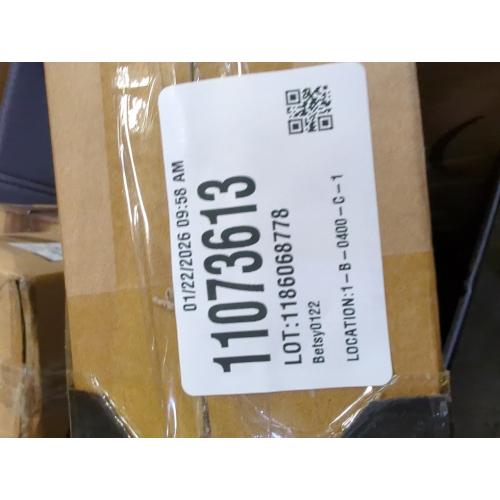 01/22/2026 09:58 AM
11073613
LOT:1186068778
Betsy0122
LOCATION:1-B-0400-C-1